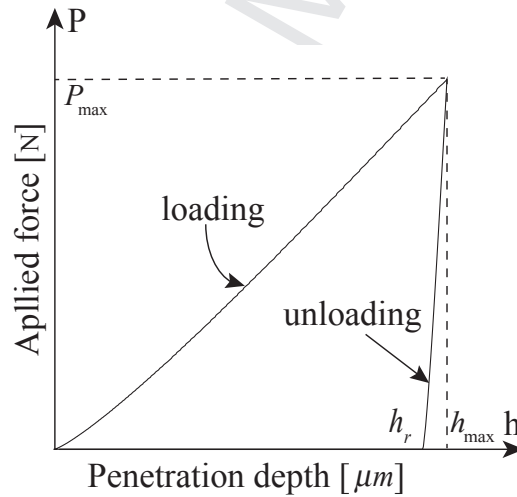 P
P_max
Apllied force [N]
loading
unloading
h_r h_max h
Penetration depth [μm]